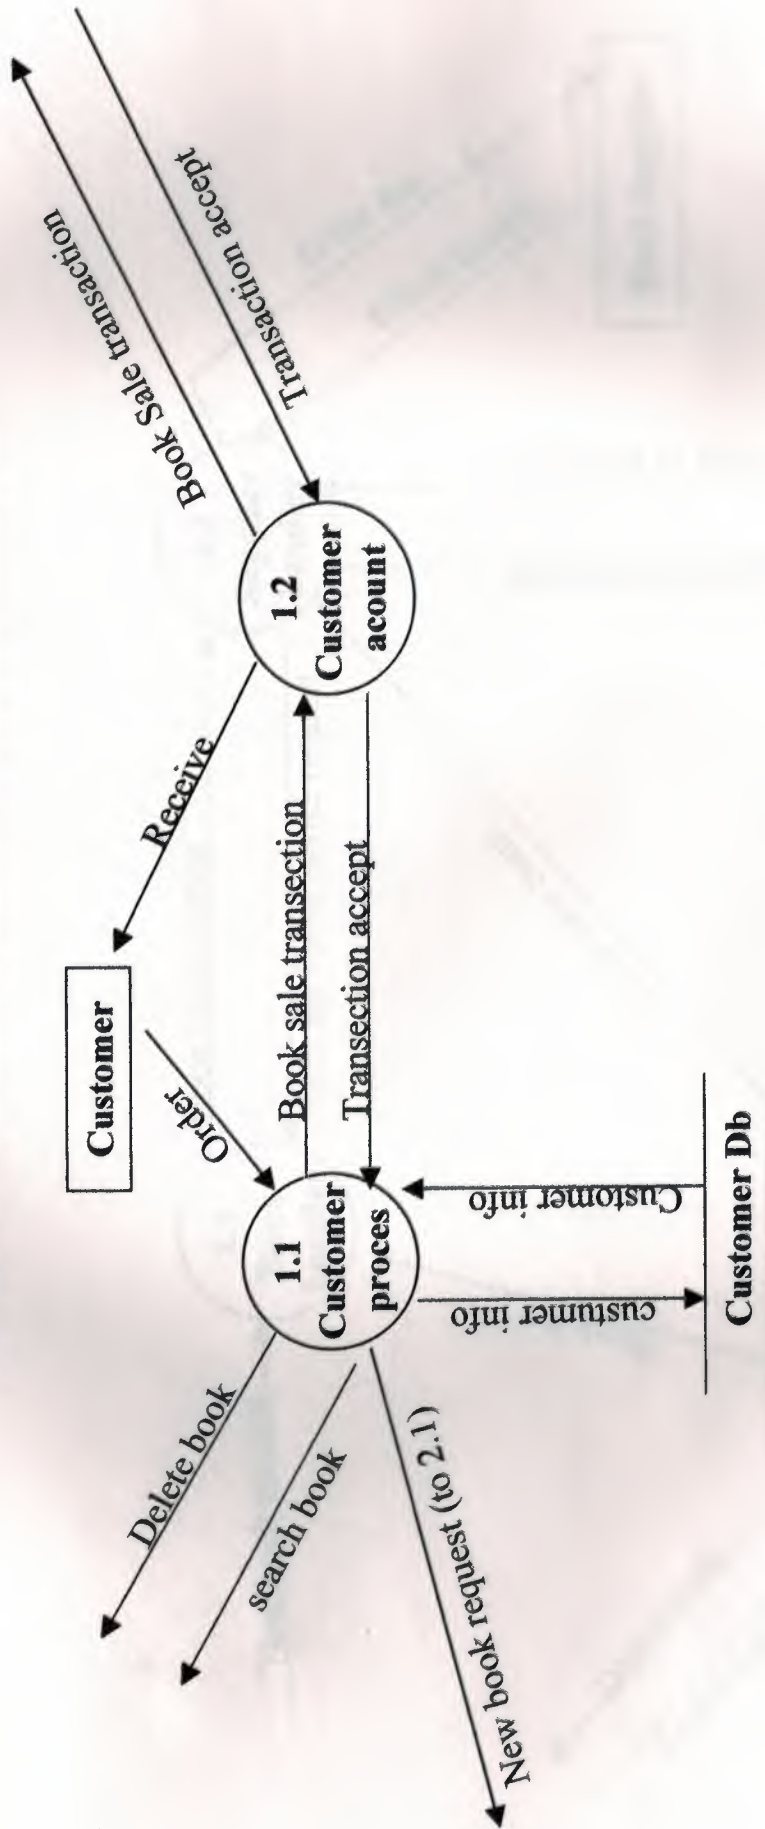 Customer
Delete book
search book
New book request (to 2.1)
1.1
Customer
proces
Order
Receive
Book sale transection
Transection accept
1.2
Customer
acount
Book Sale transaction
Transaction accept
custumer info
Customer info
Customer Db